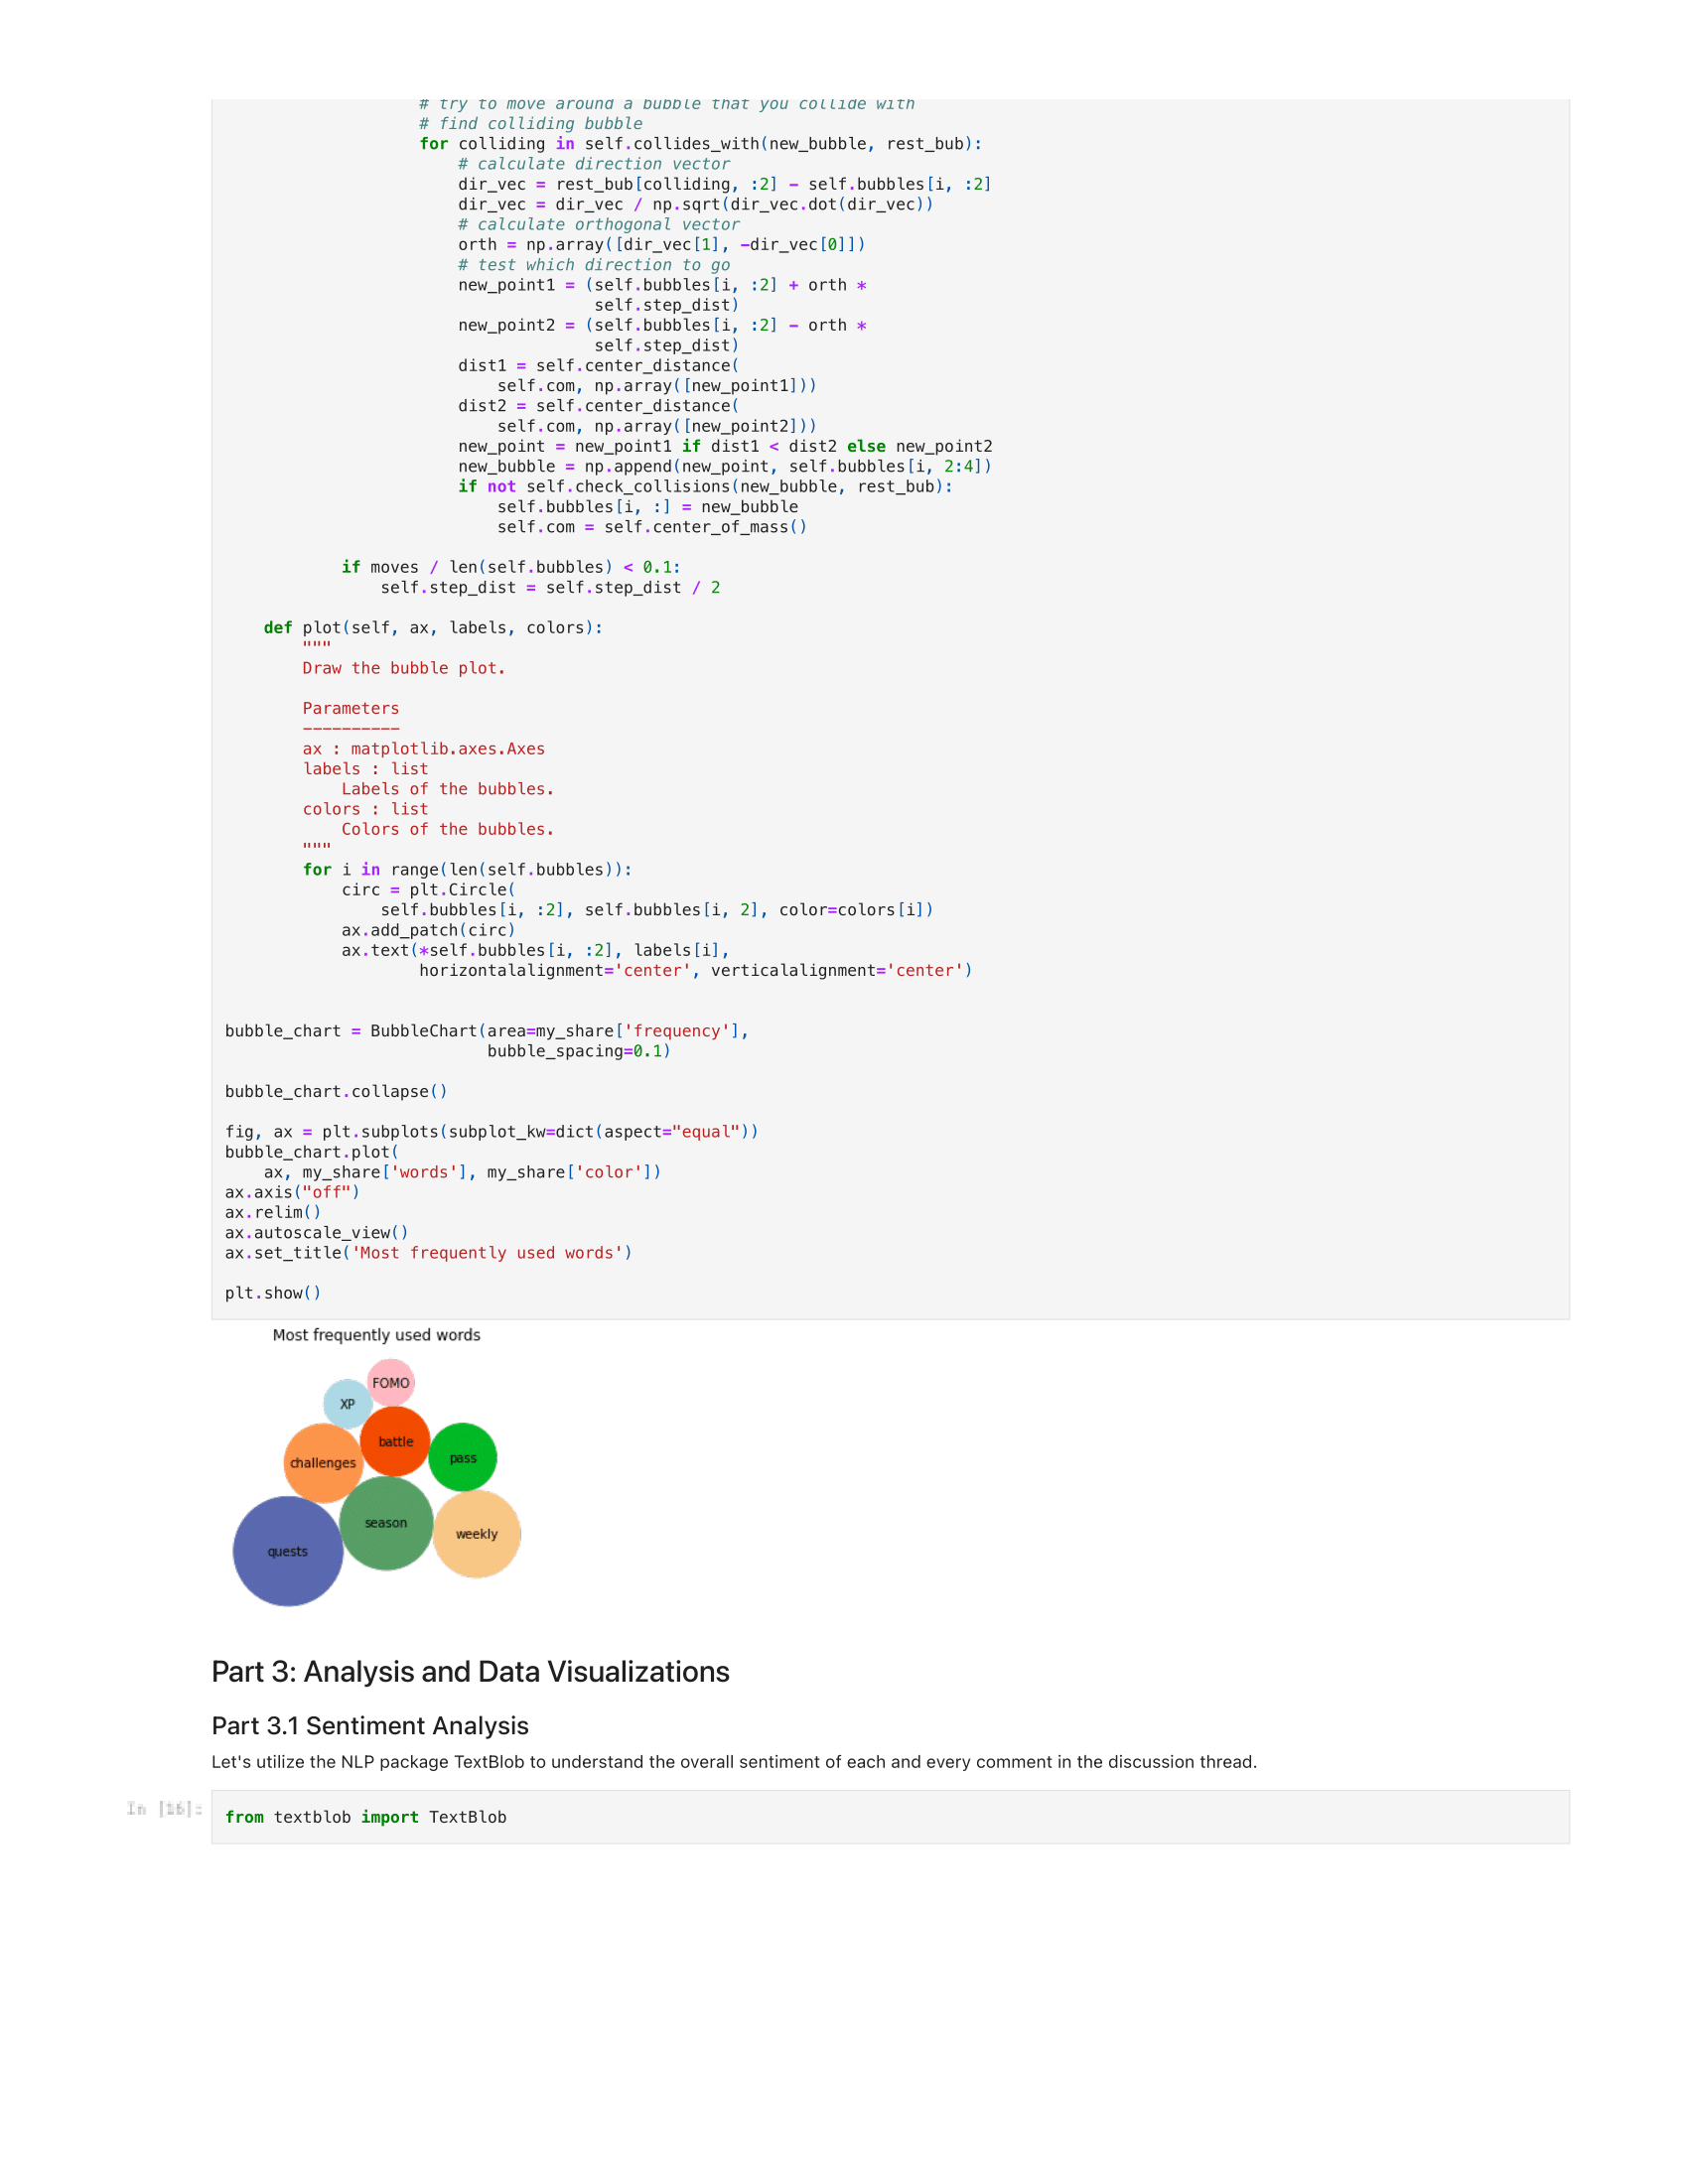 # try to move around a bubble that you collide with
# find colliding bubble
for colliding in self.collides_with(new_bubble, rest_bub):
# calculate direction vector
dir_vec = rest_bub[colliding, :2] - self.bubbles[i, :2]
dir_vec = dir_vec / np.sqrt(dir_vec.dot(dir_vec))
# calculate orthogonal vector
orth = np.array([dir_vec[1], -dir_vec[0]])
# test which direction to go
new_point1 = (self.bubbles[i, :2] + orth *
self.step_dist)
new_point2 = (self.bubbles[i, :2] - orth *
self.step_dist)
dist1 = self.center_distance(
self.com, np.array([new_point1]))
dist2 = self.center_distance(
self.com, np.array([new_point2]))
new_point = new_point1 if dist1 < dist2 else new_point2
new_bubble = np.append(new_point, self.bubbles[i, 2:4])
if not self.check_collisions(new_bubble, rest_bub):
self.bubbles[i, :] = new_bubble
self.com = self.center_of_mass()
if moves / len(self.bubbles) < 0.1:
self.step_dist = self.step_dist / 2
def plot(self, ax, labels, colors):
"""
Draw the bubble plot.
Parameters
----------
ax : matplotlib.axes.Axes
labels : list
Labels of the bubbles.
colors : list
Colors of the bubbles.
"""
for i in range(len(self.bubbles)):
circ = plt.Circle(
self.bubbles[i, :2], self.bubbles[i, 2], color=colors[i])
ax.add_patch(circ)
ax.text(*self.bubbles[i, :2], labels[i],
horizontalalignment='center', verticalalignment='center')
bubble_chart = BubbleChart(area=my_share['frequency'],
bubble_spacing=0.1)
bubble_chart.collapse()
fig, ax = plt.subplots(subplot_kw=dict(aspect="equal"))
bubble_chart.plot(
ax, my_share['words'], my_share['color'])
ax.axis("off")
ax.relim()
ax.autoscale_view()
ax.set_title('Most frequently used words')
plt.show()
Most frequently used words
FOMO
XP
battle
pass
challenges
season
weekly
quests
Part 3: Analysis and Data Visualizations
Part 3.1 Sentiment Analysis
Let's utilize the NLP package TextBlob to understand the overall sentiment of each and every comment in the discussion thread.
In [16]:
from textblob import TextBlob